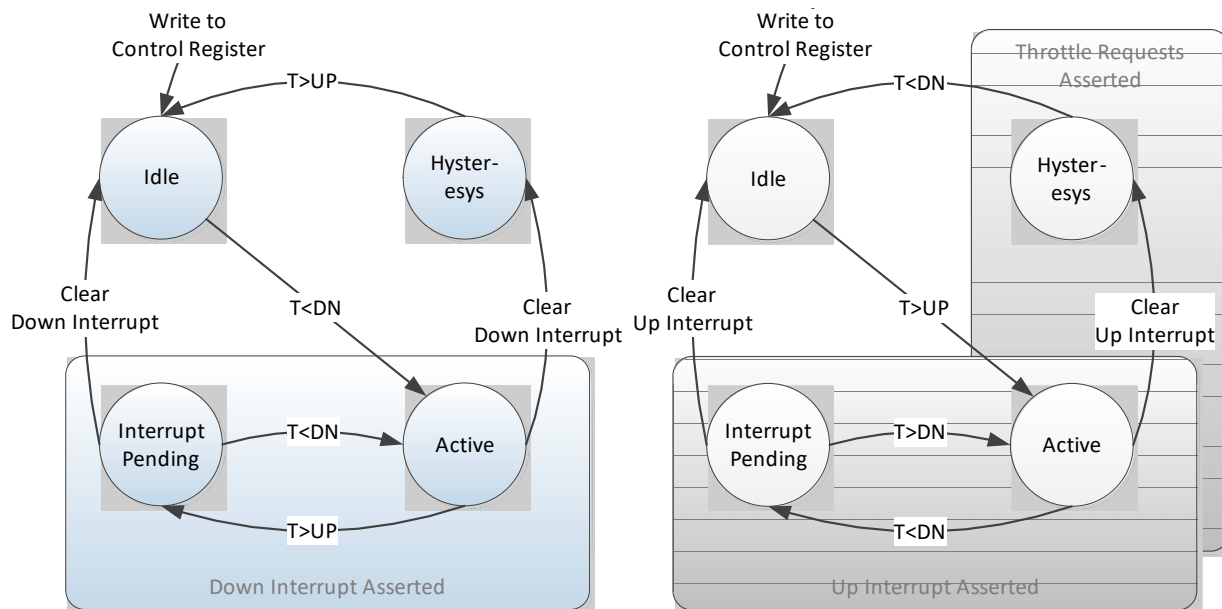 Write to
Control Register
T>UP
Idle
Hyster-
esys
Clear
Down Interrupt
T<DN
Clear
Down Interrupt
Interrupt
Pending
T<DN
Active
T>UP
Down Interrupt Asserted
Write to
Control Register
Throttle Requests
Asserted
T<DN
Idle
Hyster-
esys
Clear
Up Interrupt
T>UP
Clear
Up Interrupt
Interrupt
Pending
T>DN
Active
T<DN
Up Interrupt Asserted